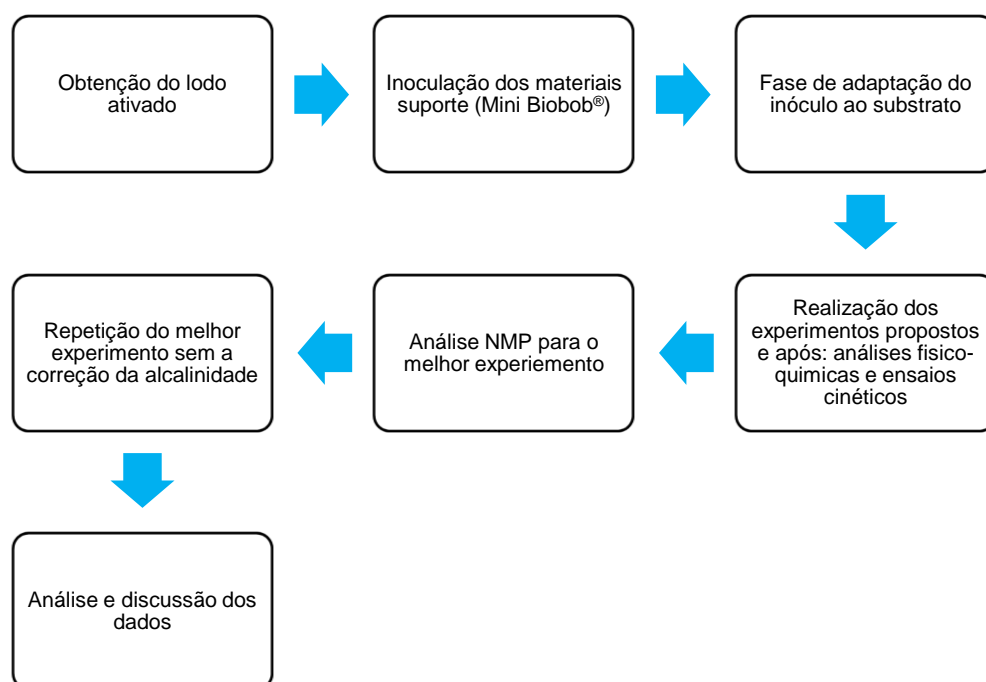 Obtenção do lodo
ativado
Inoculação dos materiais
suporte (Mini Biobob®)
Fase de adaptação do
inóculo ao substrato
Realização dos
experimentos propostos
e após: análises fisico-
quimicas e ensaios
cinéticos
Análise NMP para o
melhor experiemento
Repetição do melhor
experimento sem a
correção da alcalinidade
Análise e discussão dos
dados